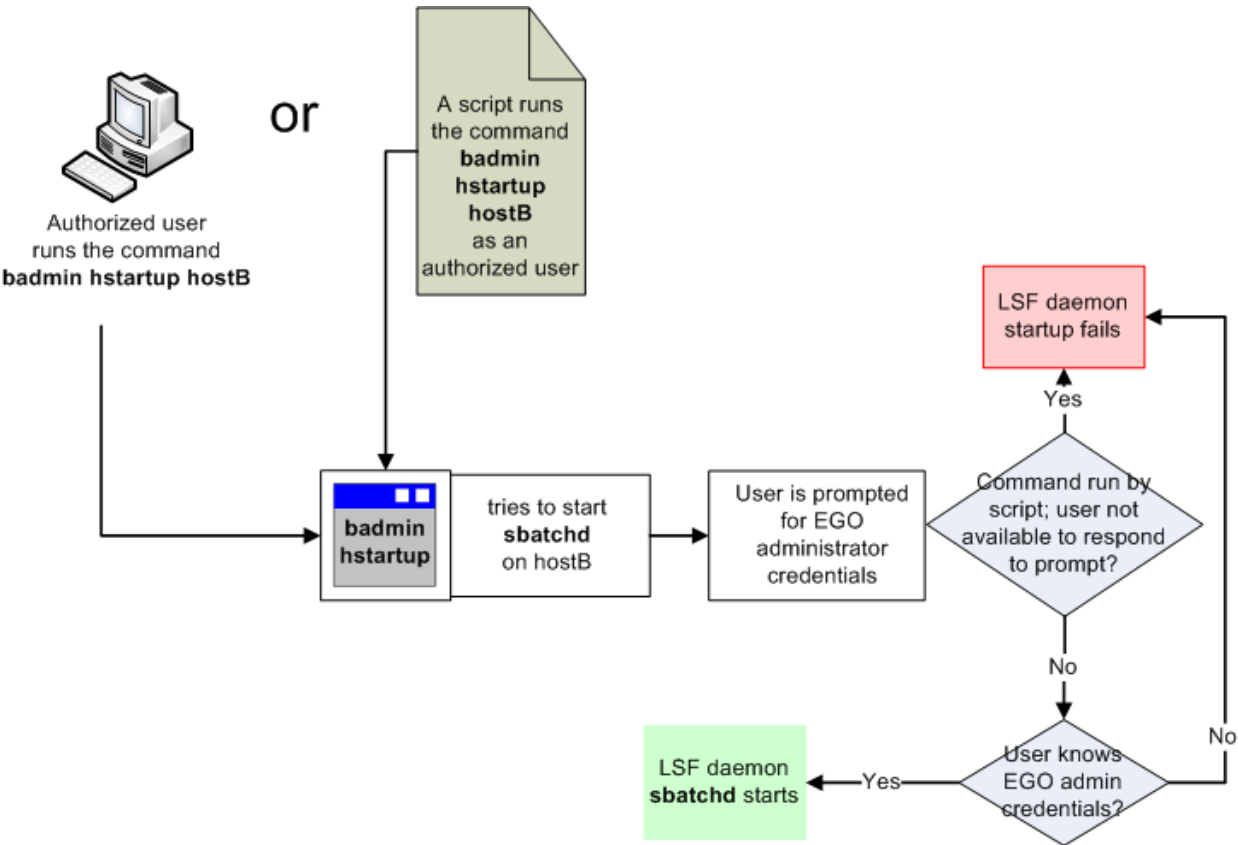 or
Authorized user
runs the command
badmin hstartup hostB
A script runs
the command
badmin
hstartup
hostB
as an
authorized user
badmin
hstartup
tries to start
sbatchd
on hostB
User is prompted
for EGO
administrator
credentials
Command run by
script; user not
available to respond
to prompt?
Yes
LSF daemon
startup fails
No
User knows
EGO admin
credentials?
No
Yes
LSF daemon
sbatchd starts